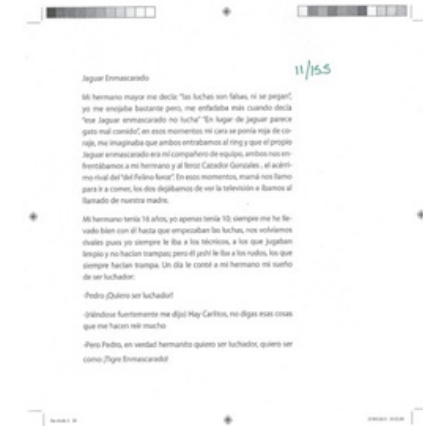 11/155
Jaguar Enmascarado
Mi hermano mayor me decía: "las luchas son falsas, ni se pegan",
yo me enojaba bastante pero, me enfadaba más cuando decía
"ese Jaguar enmascarado no lucha" "En lugar de jaguar parece
gato mal comido", en esos momentos mi cara se ponía roja de co-
raje, me imaginaba que ambos entrabamos al ring y que el propio
Jaguar enmascarado era mi compañero de equipo, ambos nos en-
frentábamos a mi hermano y al feroz Cazador Gonzales , el acérri-
mo rival del "del Felino feroz". En esos momentos, mamá nos llamo
para ir a comer, los dos dejábamos de ver la televisión e íbamos al
llamado de nuestra madre.
Mi hermano tenía 16 años, yo apenas tenía 10; siempre me he lle-
vado bien con él hasta que empezaban las luchas, nos volvíamos
rivales pues yo siempre le iba a los técnicos, a los que jugaban
limpio y no hacían trampas; pero él ¡ash! le iba a los rudos, los que
siempre hacían trampa. Un día le conté a mi hermano mi sueño
de ser luchador:
-Pedro ¡Quiero ser luchador!
-(riéndose fuertemente me dijo) Hay Carlitos, no digas esas cosas
que me hacen reír mucho
-Pero Pedro, en verdad hermanito quiero ser luchador, quiero ser
como: ¡Tigre Enmascarado!